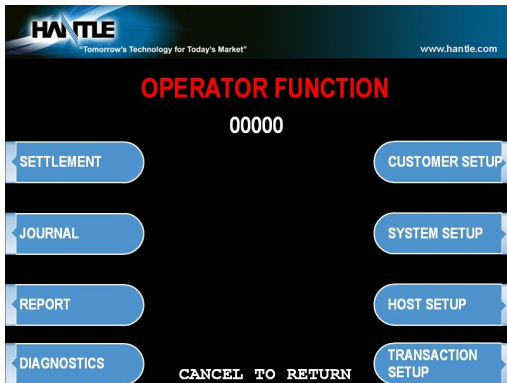 HANTLE
"Tomorrow's Technology for Today's Market"
www.hantle.com
OPERATOR FUNCTION
00000
SETTLEMENT
CUSTOMER SETUP
JOURNAL
SYSTEM SETUP
REPORT
HOST SETUP
DIAGNOSTICS
TRANSACTION
SETUP
CANCEL TO RETURN